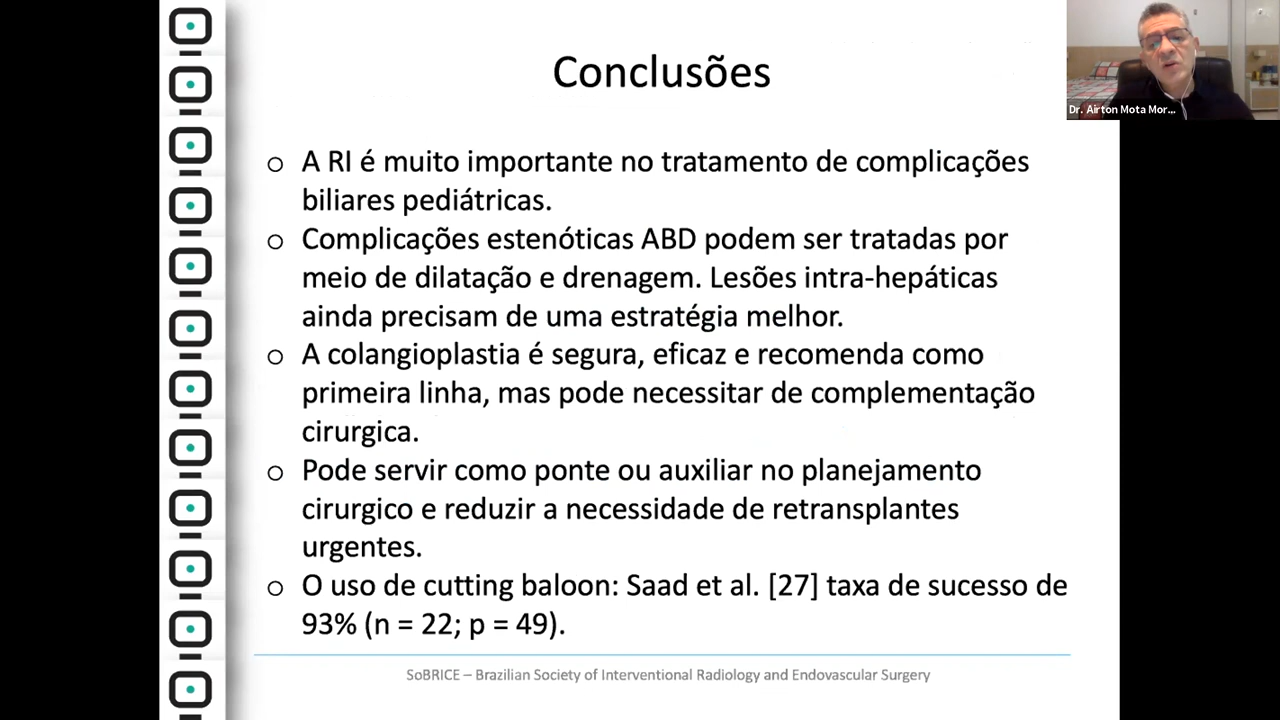 Conclusões
Dr. Airton Mota Mor...
o A RI é muito importante no tratamento de complicações
biliares pediátricas.
o Complicações estenóticas ABD podem ser tratadas por
meio de dilatação e drenagem. Lesões intra-hepáticas
ainda precisam de uma estratégia melhor.
o A colangioplastia é segura, eficaz e recomenda como
primeira linha, mas pode necessitar de complementação
cirurgica.
o Pode servir como ponte ou auxiliar no planejamento
cirurgico e reduzir a necessidade de retransplantes
urgentes.
o O uso de cutting baloon: Saad et al. [27] taxa de sucesso de
93% (n = 22; p = 49).
SoBRICE – Brazilian Society of Interventional Radiology and Endovascular Surgery